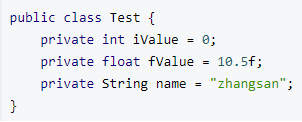 public class Test {
    private int iValue = 0;
    private float fValue = 10.5f;
    private String name = "zhangsan";
}